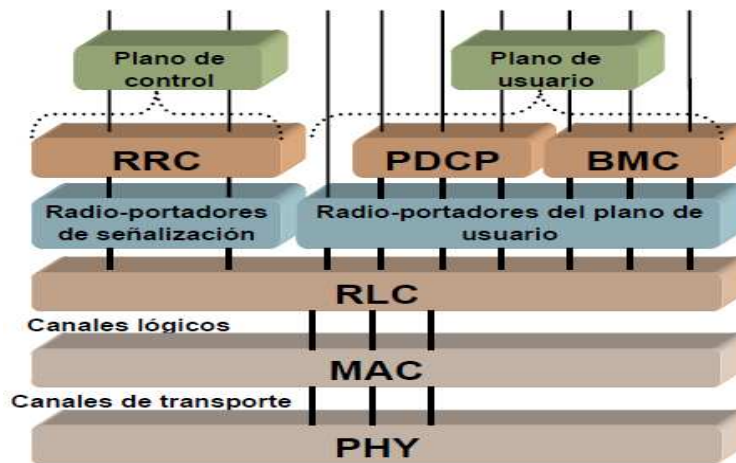 Plano de
control
Plano de
usuario
RRC
PDCP
BMC
Radio-portadores
de señalización
Radio-portadores del plano de
usuario
RLC
Canales lógicos
MAC
Canales de transporte
PHY